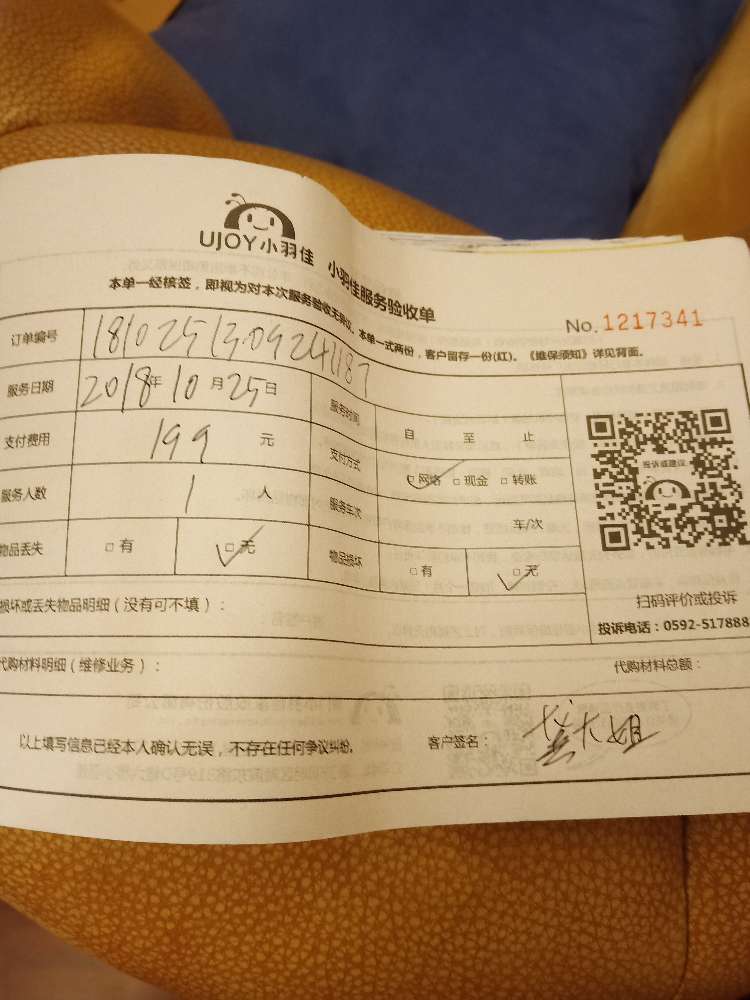 UJOY小羽佳 小羽佳服务验收单
本单一经核签，即视为对本次服务验收无异议。本单一式两份，客户留存一份(红)。《维保须知》详见背面。
No.1217341
订单编号
服务日期 2018年10月25日 服务时间 自 至 止
支付费用 199 元 支付方式 □网络 □现金 □转账
服务人数 1 人 服务车次 车/次
物品丢失 □有 □无 物品损坏 □有 □无
投诉或建议
扫码评价或投诉
投诉电话：0592-517888
损坏或丢失物品明细（没有可不填）：
代购材料明细（维修业务）： 代购材料总额：
以上填写信息已经本人确认无误，不存在任何争议纠纷。 客户签名： 大姐